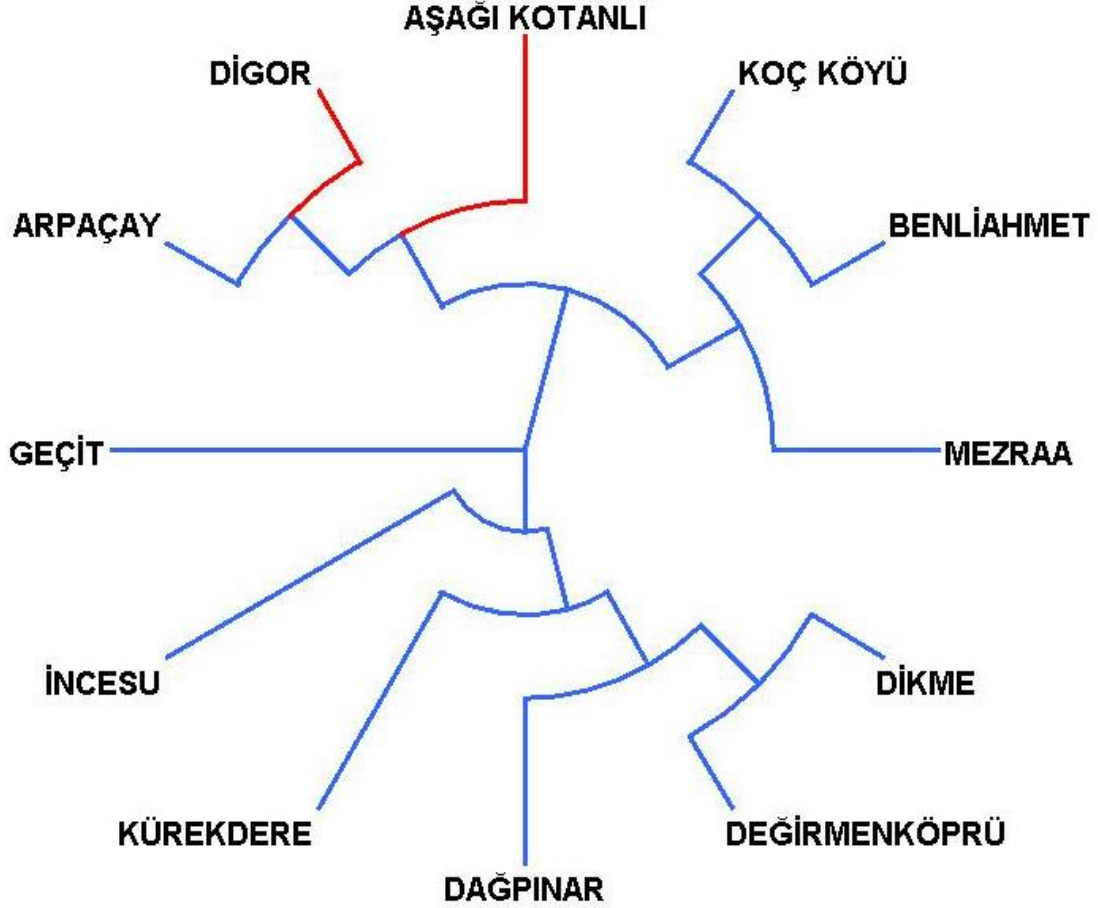 AŞAĞI KOTANLI
DİGOR
KOÇ KÖYÜ
ARPAÇAY
BENLİAHMET
GEÇİT
MEZRAA
İNCESU
DİKME
KÜREKDERE
DEĞİRMENKÖPRÜ
DAĞPINAR